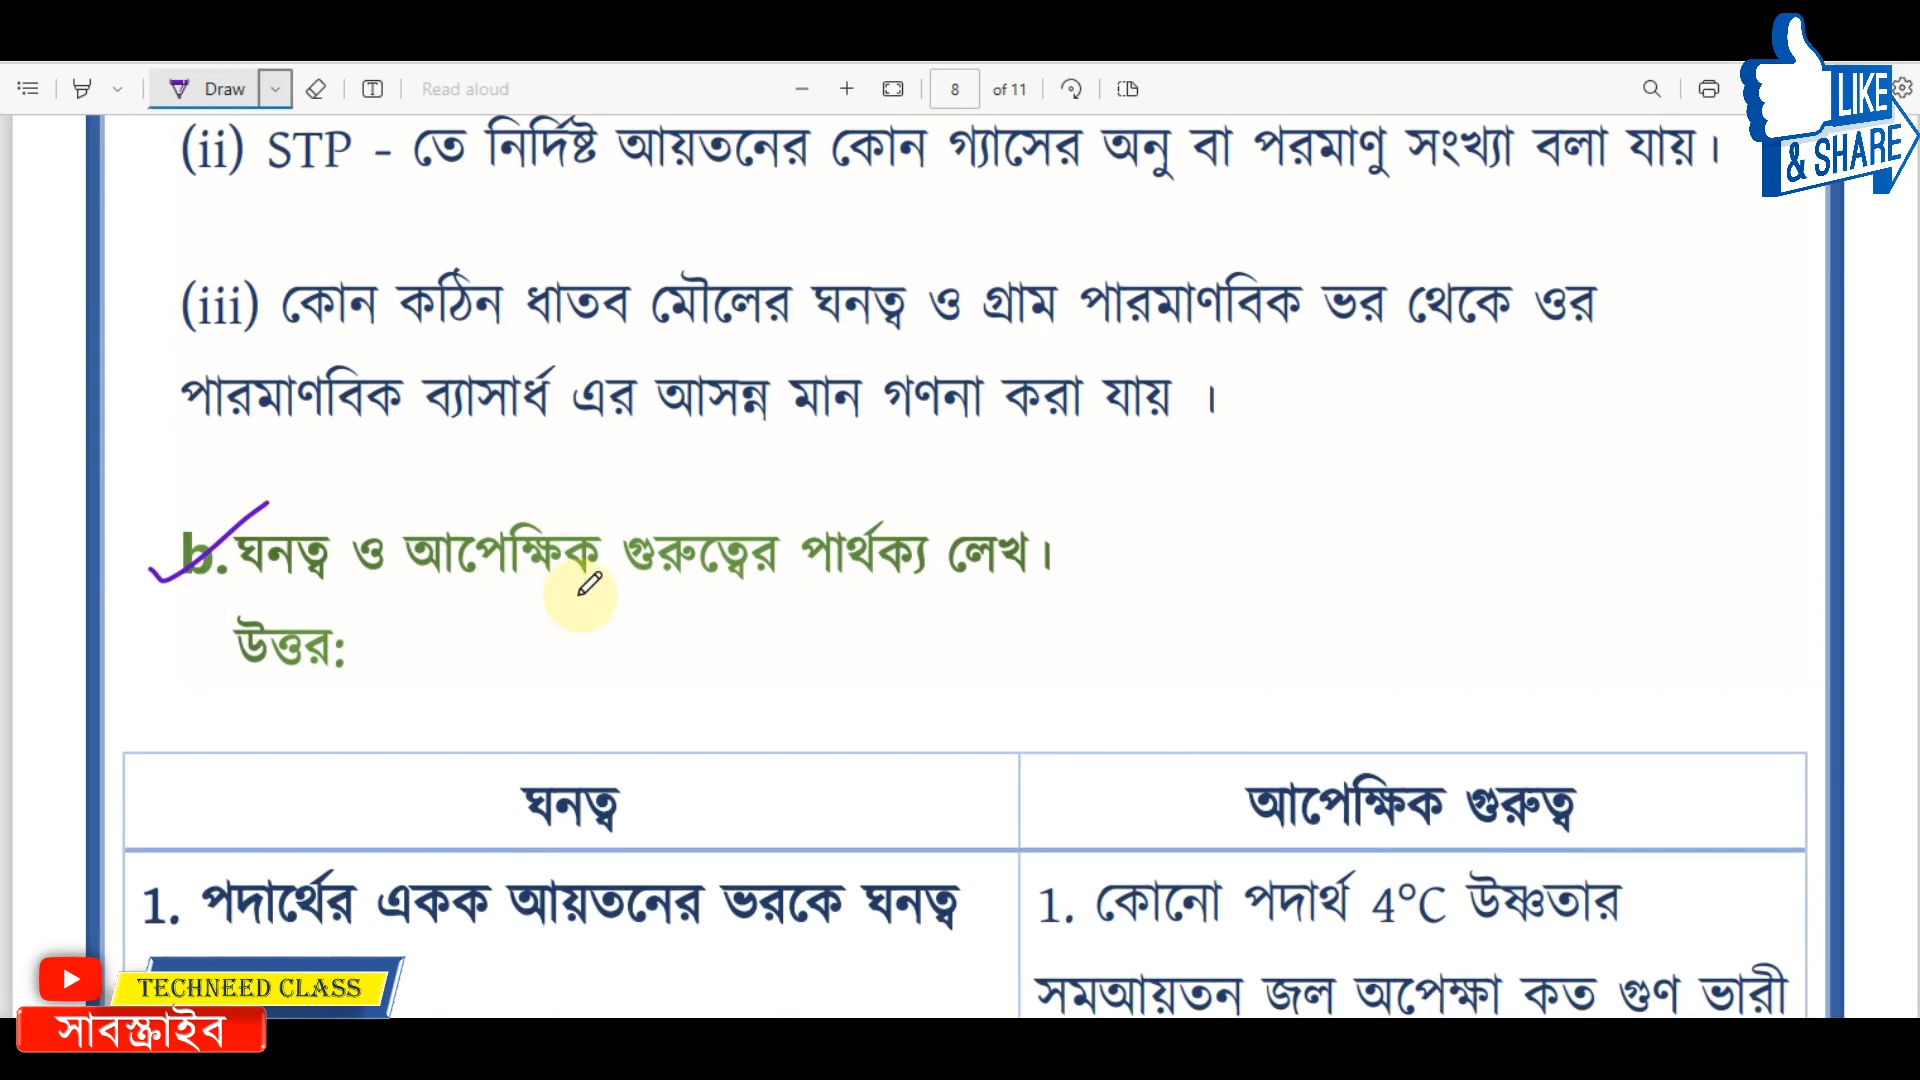 Draw
Read aloud
8 of 11
LIKE
& SHARE
(ii) STP - তে নির্দিষ্ট আয়তনের কোন গ্যাসের অনু বা পরমাণু সংখ্যা বলা যায়।
(iii) কোন কঠিন ধাতব মৌলের ঘনত্ব ও গ্রাম পারমাণবিক ভর থেকে ওর
পারমাণবিক ব্যাসার্ধ এর আসন্ন মান গণনা করা যায় ।
b. ঘনত্ব ও আপেক্ষিক গুরুত্বের পার্থক্য লেখ।
উত্তর:
ঘনত্ব
আপেক্ষিক গুরুত্ব
1. পদার্থের একক আয়তনের ভরকে ঘনত্ব
1. কোনো পদার্থ 4°C উষ্ণতার
সমআয়তন জল অপেক্ষা কত গুণ ভারী
TECHNEED CLASS
সাবস্ক্রাইব